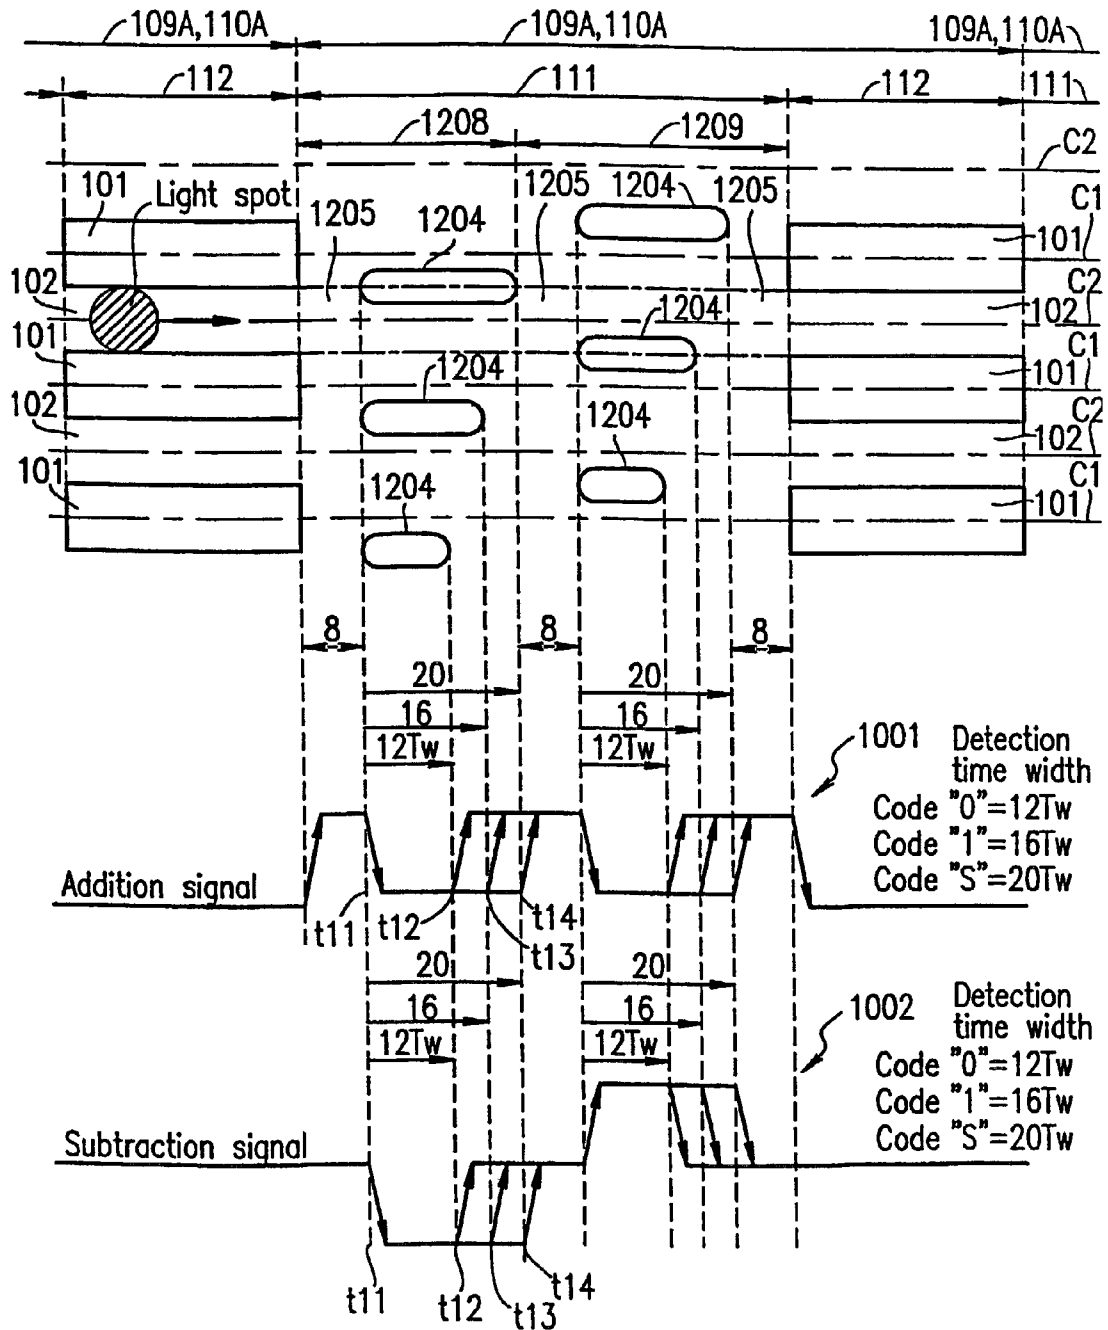 109A,110A 109A,110A 109A,110A
112 111 112 111
1208 1209
C2
101 Light spot 1205 1204 1205 1204 1205 C1
101
102 1204 C2
102
101 1204 C1
101
102 1204 1204 C2
102
101 1204 C1
101
8 8 8
20 20
16 16
12Tw 12Tw
1001 Detection
time width
Code "0"=12Tw
Code "1"=16Tw
Code "S"=20Tw
Addition signal
t11 t12 t13 t14
20 20
16 16
12Tw 12Tw
1002 Detection
time width
Code "0"=12Tw
Code "1"=16Tw
Code "S"=20Tw
Subtraction signal
t11 t12 t13 t14